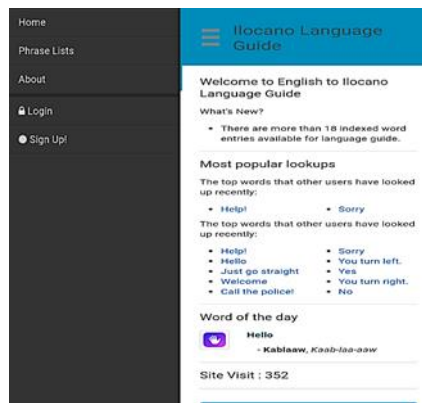 Home
Phrase Lists
About
Login
Sign Up!
Ilocano Language
Guide
Welcome to English to Ilocano
Language Guide
What's New?
• There are more than 18 indexed word
entries available for language guide.
Most popular lookups
The top words that other users have looked
up recently:
• Help! • Sorry
The top words that other users have looked
up recently:
• Help! • Sorry
• Hello • You turn left.
• Just go straight • Yes
• Welcome • You turn right.
• Call the police! • No
Word of the day
Hello
- Kablaaw, Kaab-laa-aaw
Site Visit : 352